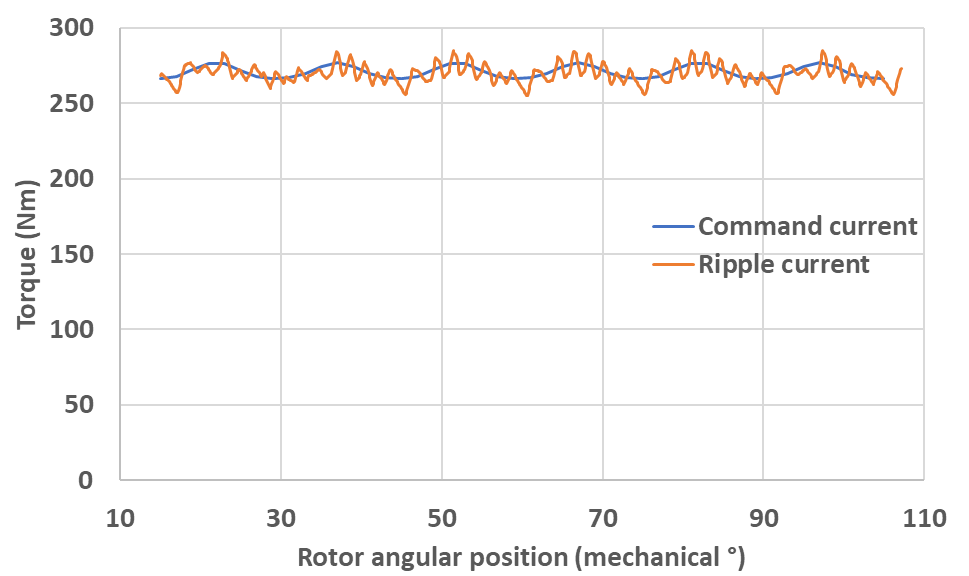 300
250
200
150
100
50
0
Torque (Nm)
Command current
Ripple current
10 30 50 70 90 110
Rotor angular position (mechanical °)